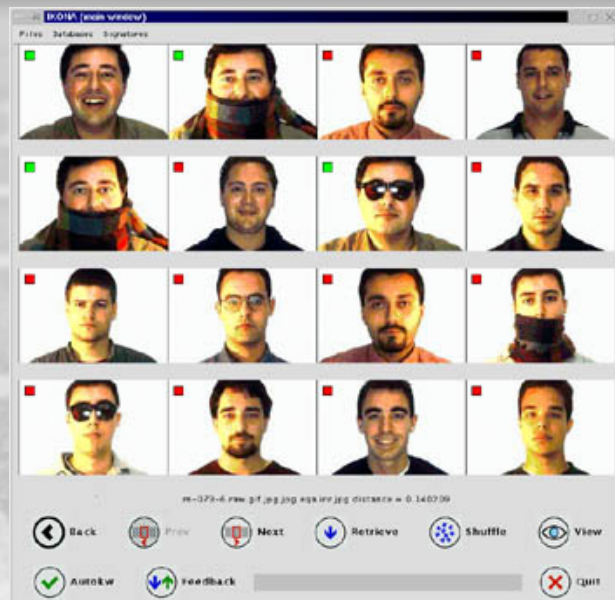 IKONA (main window)
Files Databases Signatures
distance = 0.140209
Back Prev Next Retrieve Shuffle View
Autokw Feedback Quit